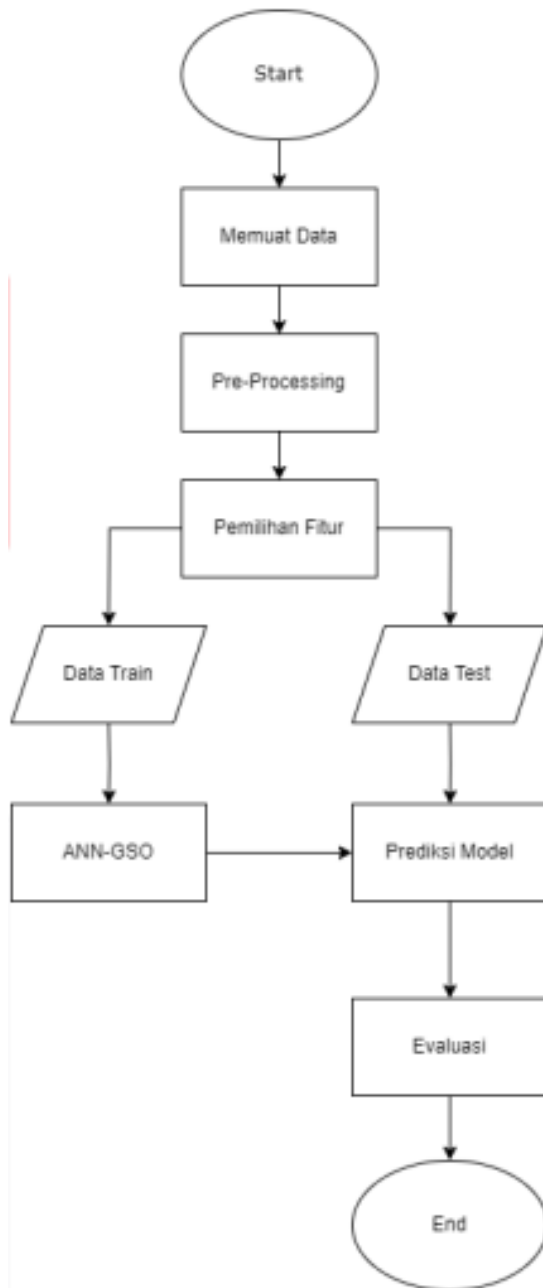 Start
Memuat Data
Pre-Processing
Pemilihan Fitur
Data Train
Data Test
ANN-GSO
Prediksi Model
Evaluasi
End